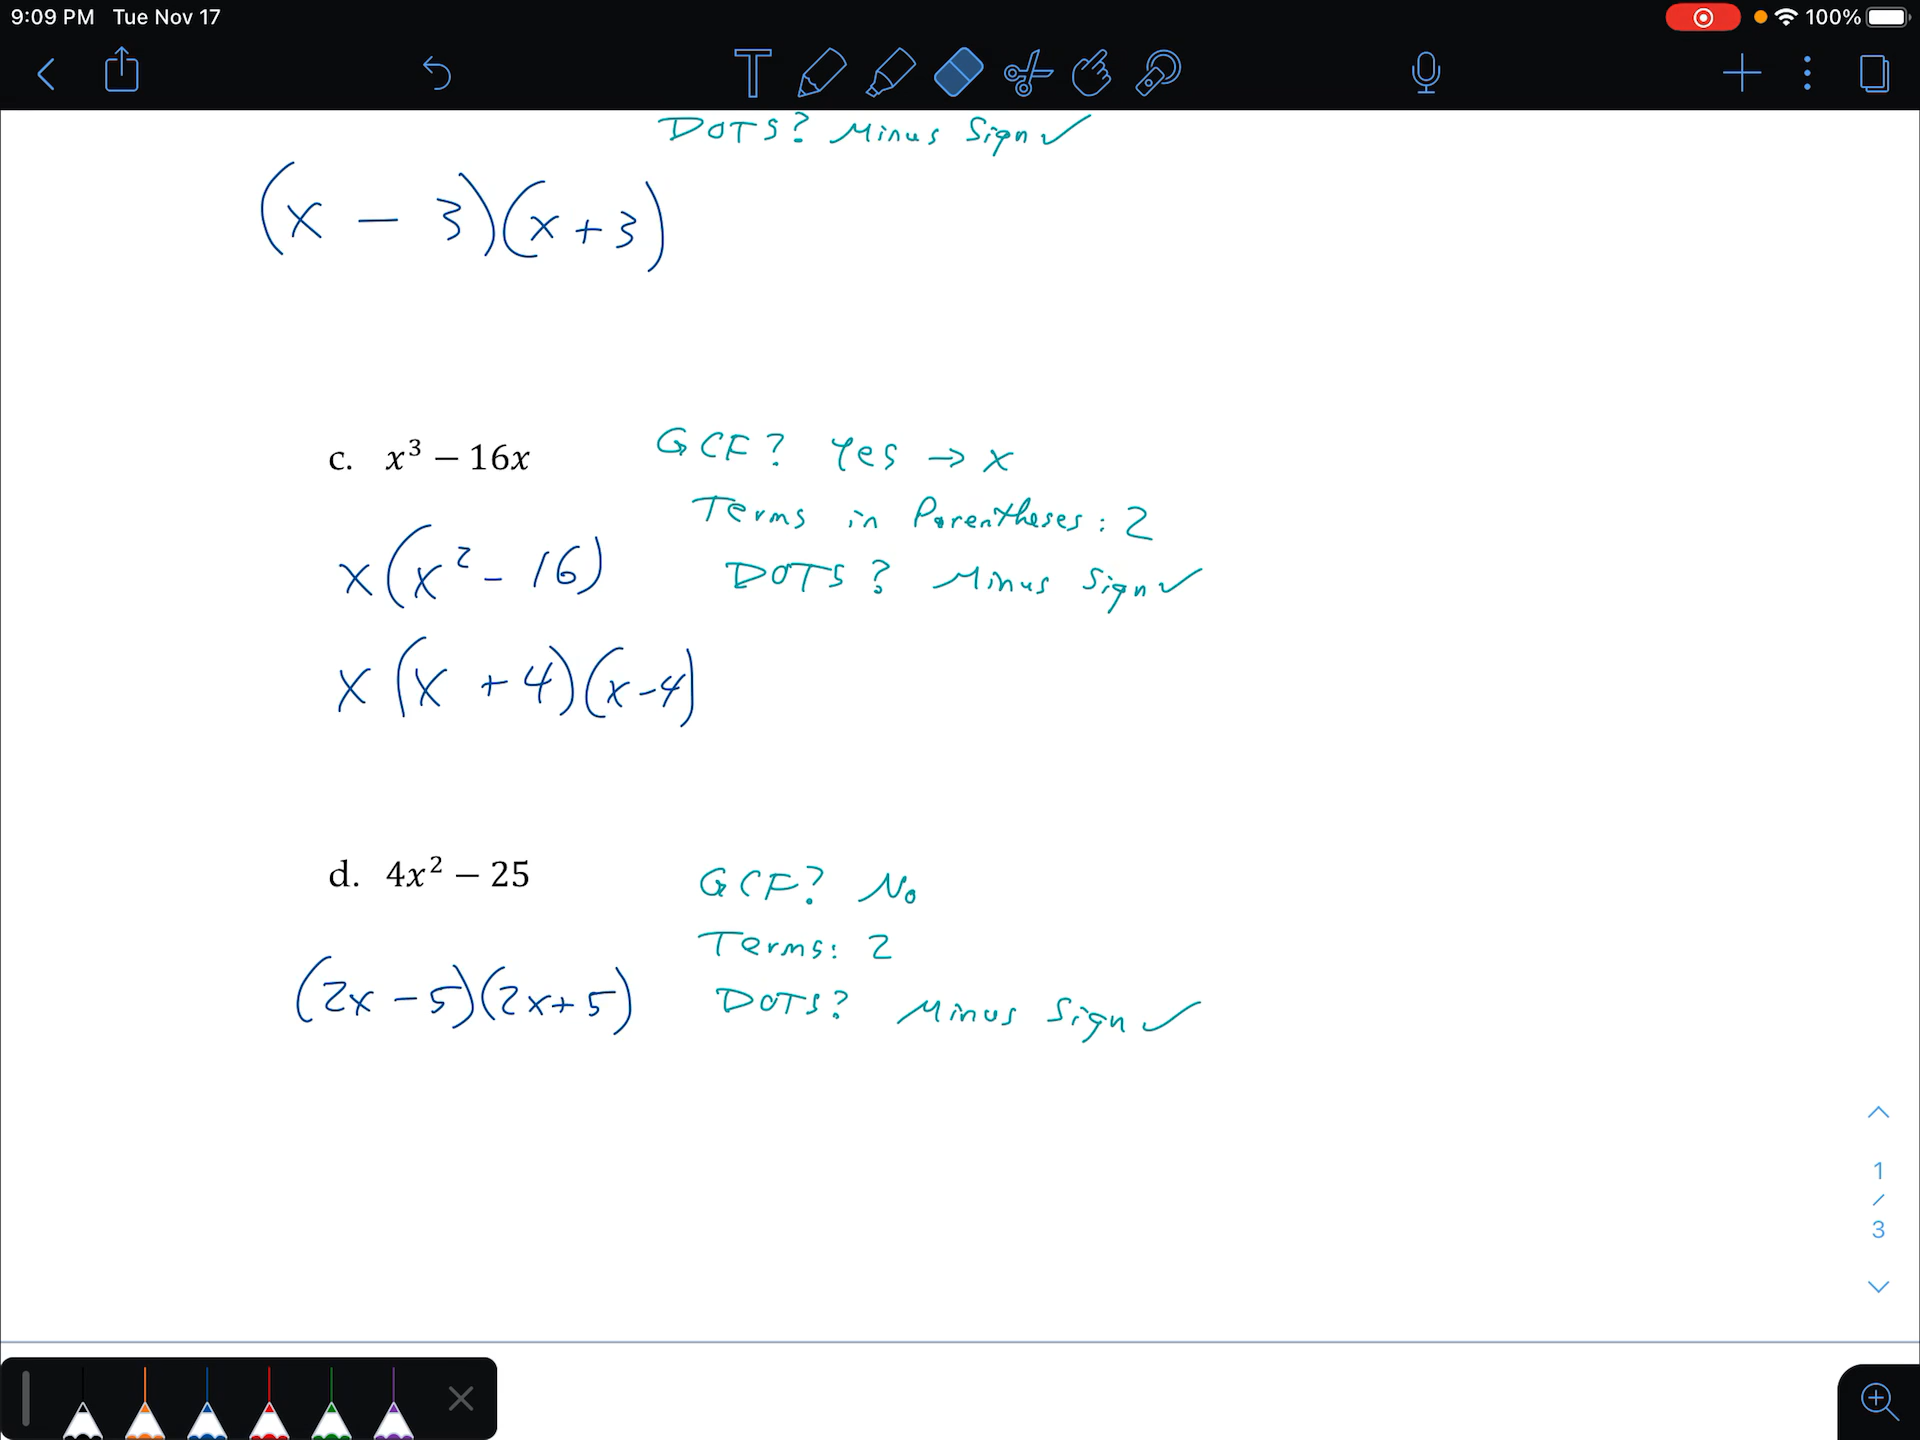 9:09 PM Tue Nov 17
100%
DOTS? Minus Sign ✓
(x - 3)(x + 3)
c. x³ – 16x
GCF? Yes → x
Terms in Parentheses: 2
x(x² - 16)
DOTS? Minus Sign ✓
x(x + 4)(x - 4)
d. 4x² – 25
GCF? No
Terms: 2
(2x - 5)(2x + 5)
DOTS? Minus Sign ✓
1
/
3